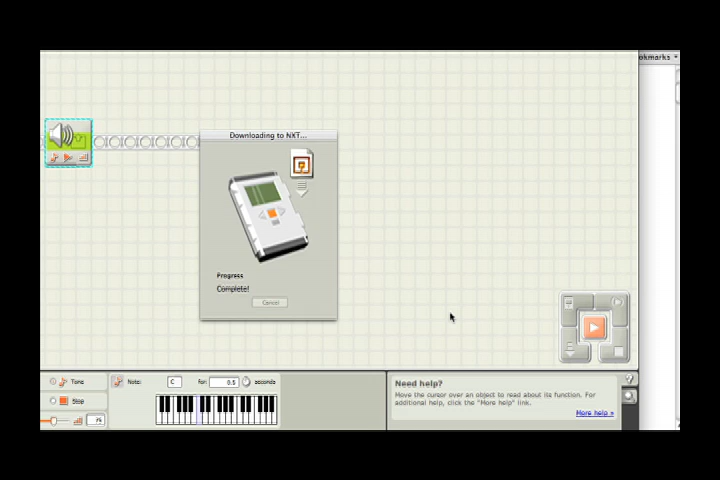 okmarks
Downloading to NXT...
Progress
Complete!
Cancel
Tone
Note: C for: 0.5 seconds
Stop
75
Need help?
Move the cursor over an object to read about its function. For
additional help, click the "More help" link.
More help »